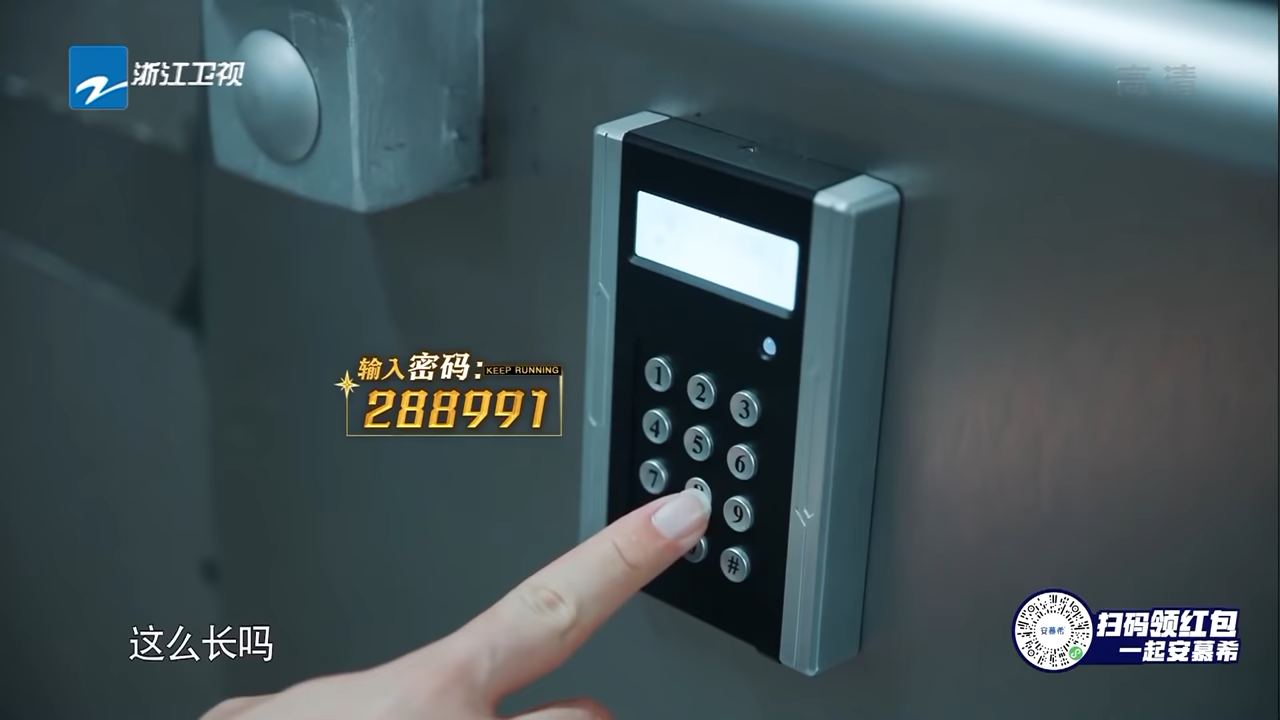 浙江卫视
高清
输入密码:
KEEP RUNNING
288991
1 2 3
4 5 6
7 8 9
0 #
这么长吗
安慕希
扫码领红包
一起安慕希